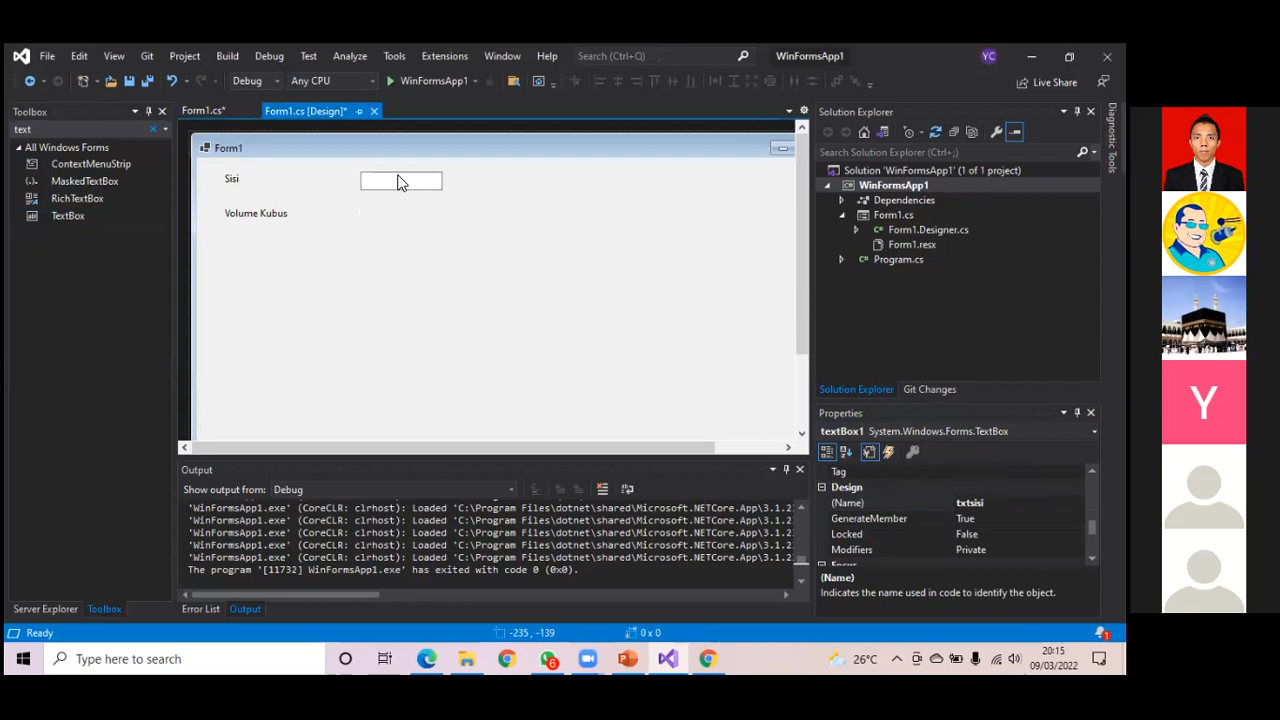 File Edit View Git Project Build Debug Test Analyze Tools Extensions Window Help Search (Ctrl+Q) WinFormsApp1 YC
Debug Any CPU WinFormsApp1 Live Share
Toolbox
text
All Windows Forms
ContextMenuStrip
MaskedTextBox
RichTextBox
TextBox
Server Explorer Toolbox
Form1.cs* Form1.cs [Design]*
Form1
Sisi
Volume Kubus
Output
Show output from: Debug
'WinFormsApp1.exe' (CoreCLR: clrhost): Loaded 'C:\Program Files\dotnet\shared\Microsoft.NETCore.App\3.1.2
'WinFormsApp1.exe' (CoreCLR: clrhost): Loaded 'C:\Program Files\dotnet\shared\Microsoft.NETCore.App\3.1.2
'WinFormsApp1.exe' (CoreCLR: clrhost): Loaded 'C:\Program Files\dotnet\shared\Microsoft.NETCore.App\3.1.2
'WinFormsApp1.exe' (CoreCLR: clrhost): Loaded 'C:\Program Files\dotnet\shared\Microsoft.NETCore.App\3.1.2
'WinFormsApp1.exe' (CoreCLR: clrhost): Loaded 'C:\Program Files\dotnet\shared\Microsoft.NETCore.App\3.1.2
The program '[11732] WinFormsApp1.exe' has exited with code 0 (0x0).
Error List Output
Solution Explorer
Search Solution Explorer (Ctrl+;)
Solution 'WinFormsApp1' (1 of 1 project)
WinFormsApp1
Dependencies
Form1.cs
Form1.Designer.cs
Form1.resx
Program.cs
Solution Explorer Git Changes
Properties
textBox1 System.Windows.Forms.TextBox
Tag
Design
(Name) txtsisi
GenerateMember True
Locked False
Modifiers Private
(Name)
Indicates the name used in code to identify the object.
Diagnostic Tools
Ready -235, -139 0 x 0 1
Type here to search 6 26°C 20:15
09/03/2022
Y